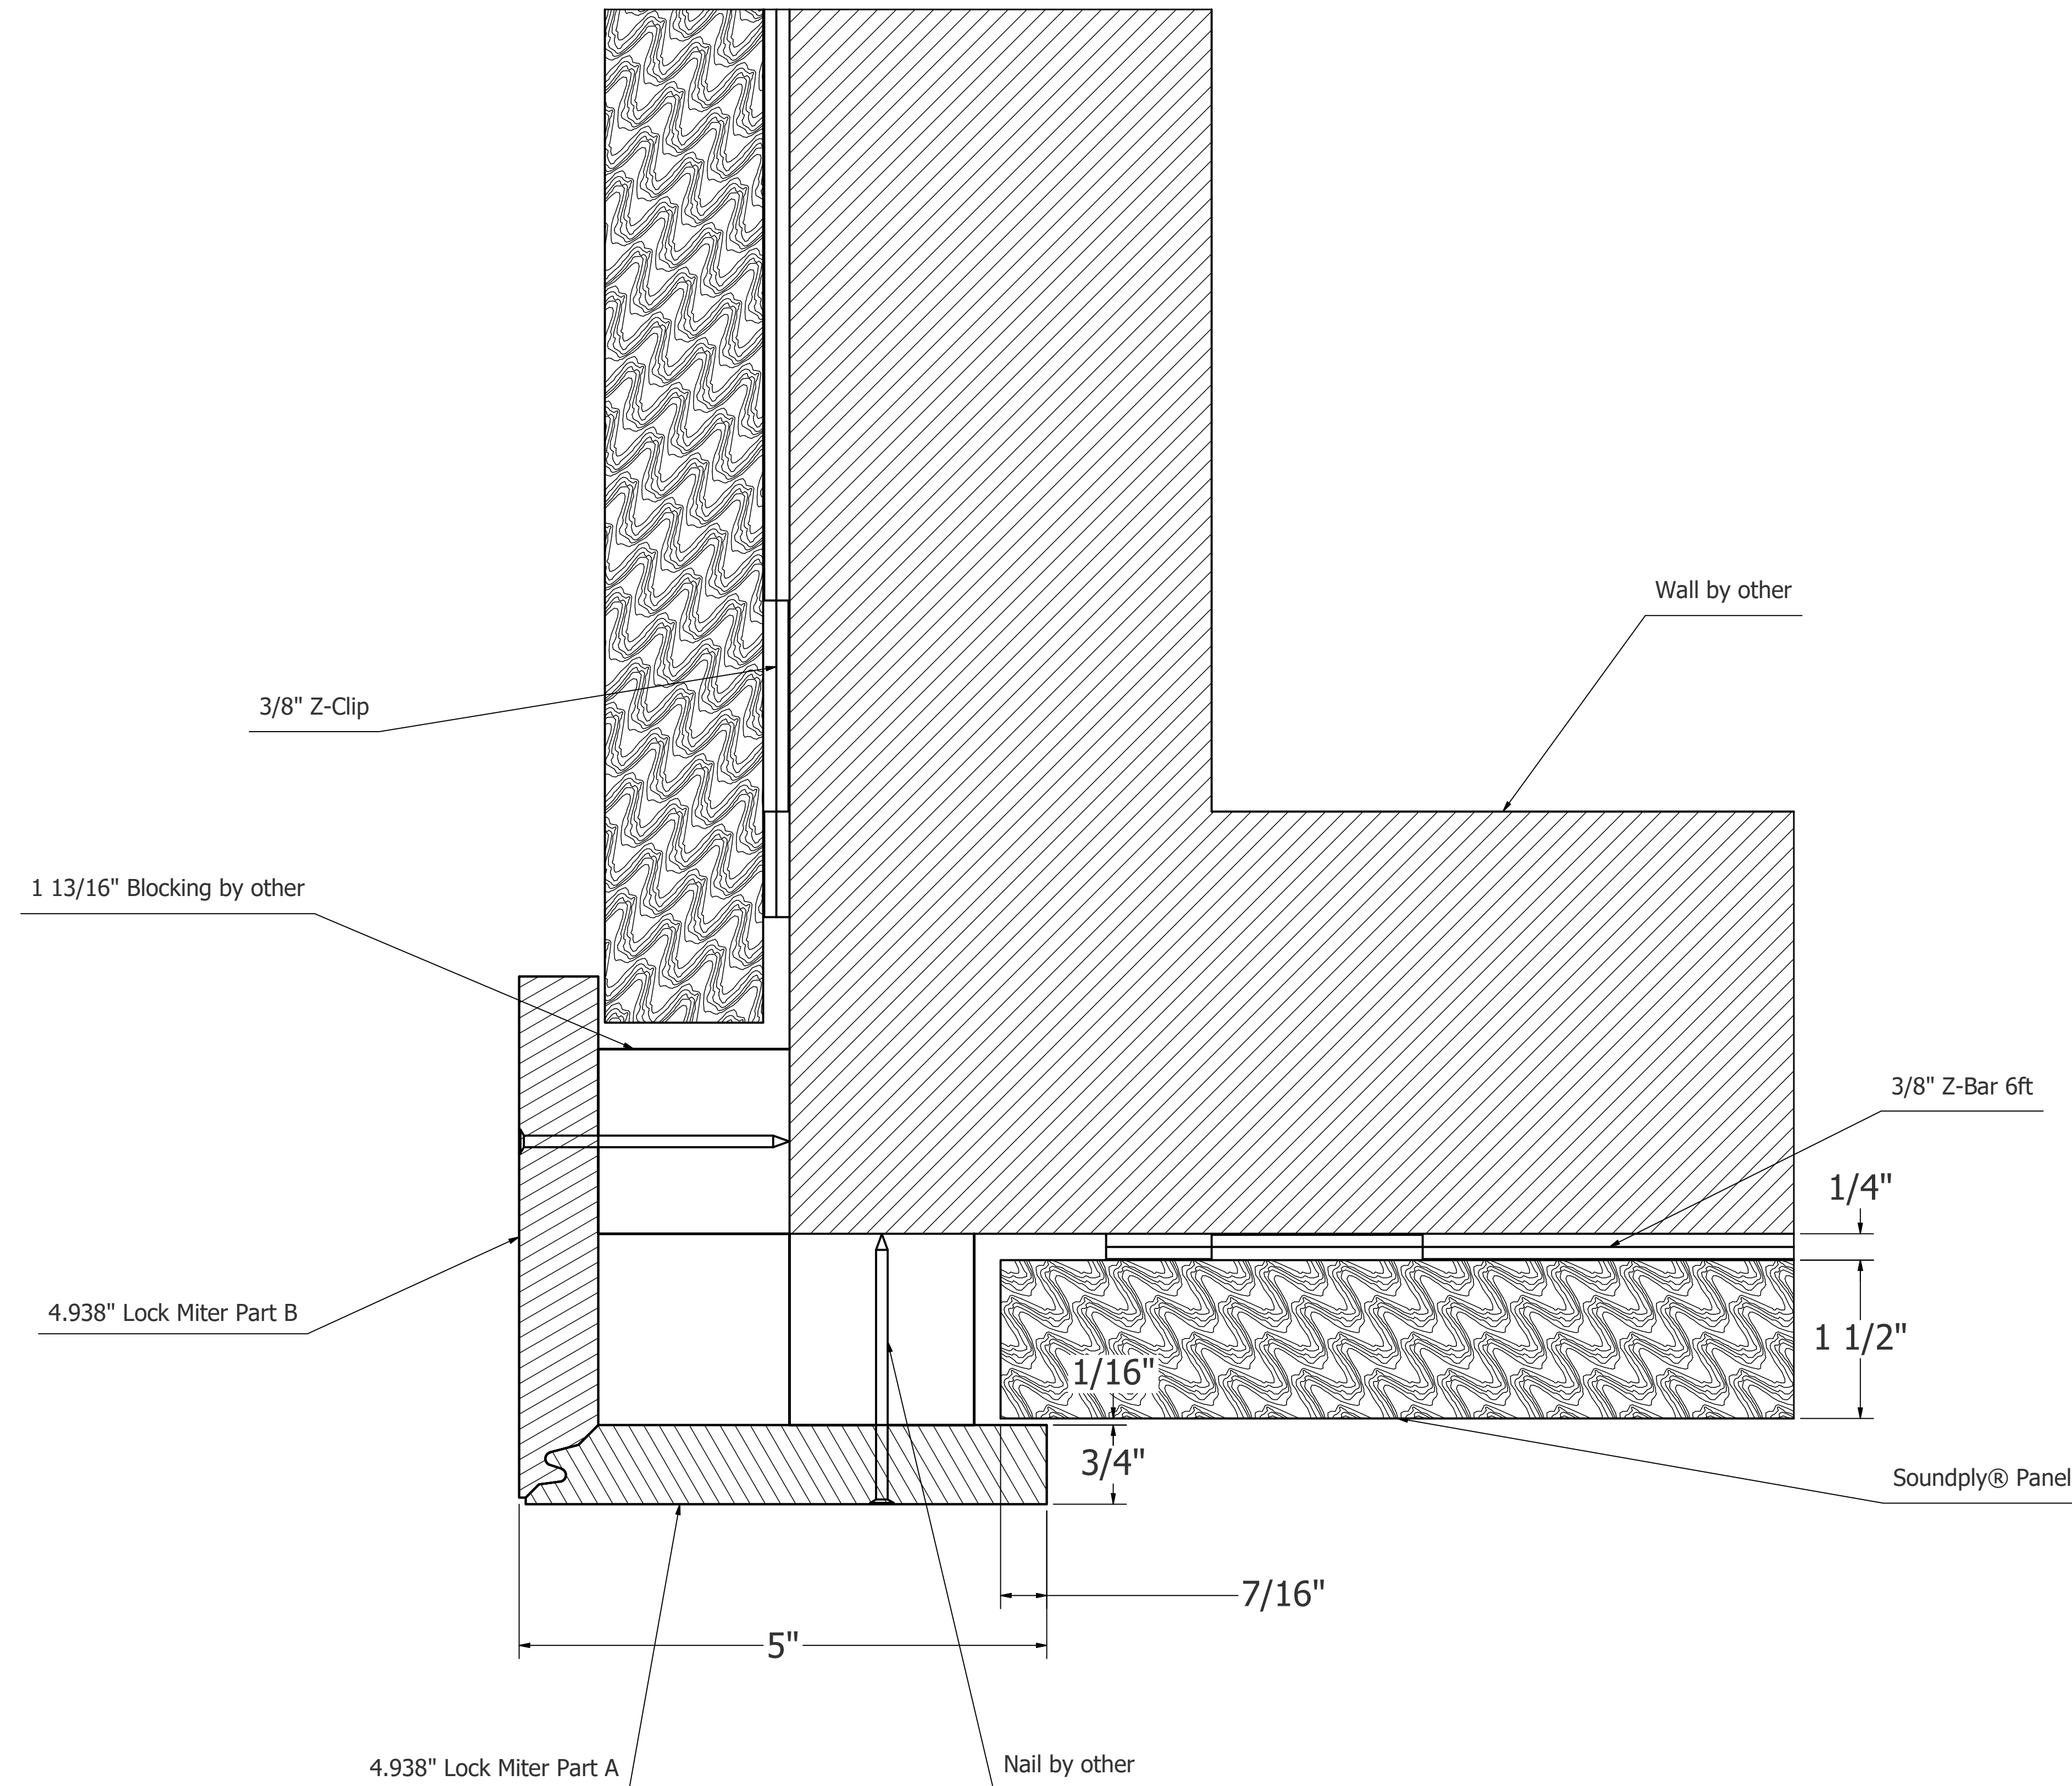 Wall by other
3/8" Z-Clip
1 13/16" Blocking by other
3/8" Z-Bar 6ft
1/4"
4.938" Lock Miter Part B
1 1/2"
1/16"
3/4"
Soundply® Panel
7/16"
5"
4.938" Lock Miter Part A
Nail by other